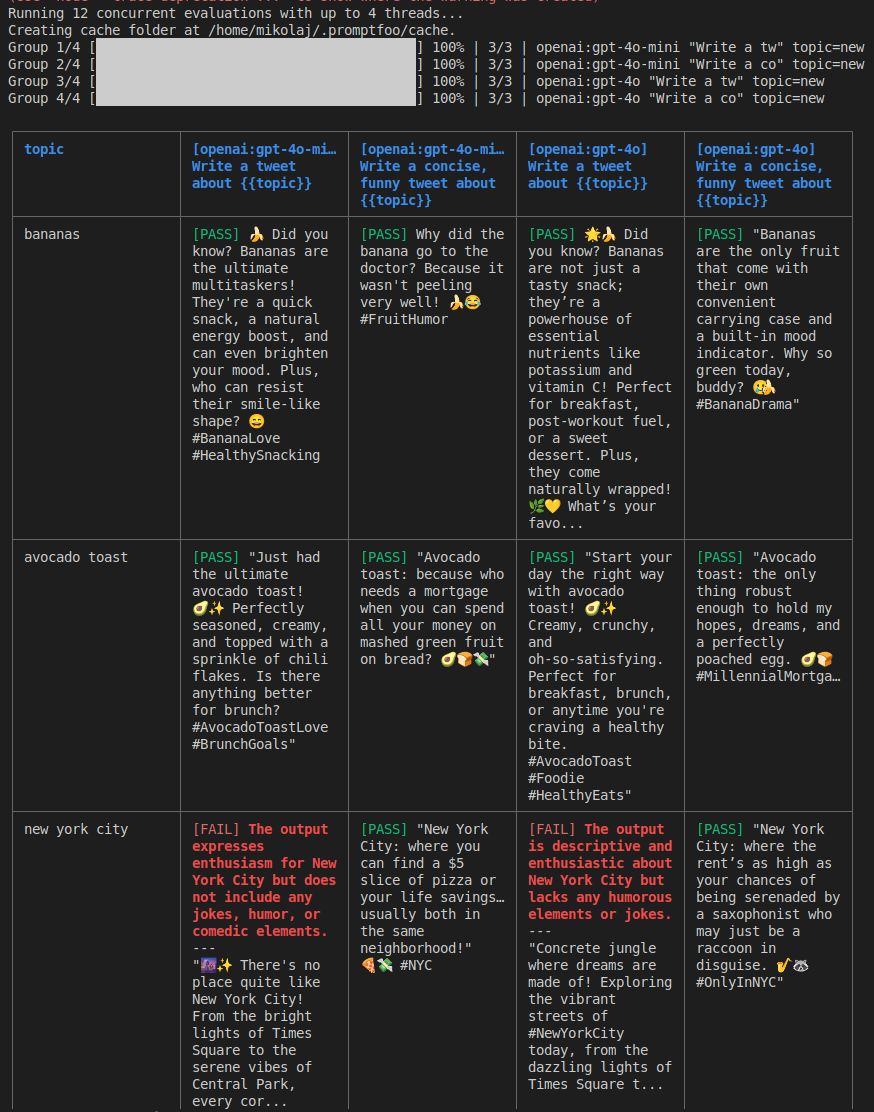 (Use `node --trace-deprecation ...` to show where the warning was created)
Running 12 concurrent evaluations with up to 4 threads...
Creating cache folder at /home/mikolaj/.promptfoo/cache.
Group 1/4 [ ] 100% | 3/3 | openai:gpt-4o-mini "Write a tw" topic=new
Group 2/4 [ ] 100% | 3/3 | openai:gpt-4o-mini "Write a co" topic=new
Group 3/4 [ ] 100% | 3/3 | openai:gpt-4o "Write a tw" topic=new
Group 4/4 [ ] 100% | 3/3 | openai:gpt-4o "Write a co" topic=new
topic
[openai:gpt-4o-mi…
Write a tweet
about {{topic}}
[openai:gpt-4o-mi…
Write a concise,
funny tweet about
{{topic}}
[openai:gpt-4o]
Write a tweet
about {{topic}}
[openai:gpt-4o]
Write a concise,
funny tweet about
{{topic}}
bananas
[PASS] 🍌 Did you
know? Bananas are
the ultimate
multitaskers!
They're a quick
snack, a natural
energy boost, and
can even brighten
your mood. Plus,
who can resist
their smile-like
shape? 😄
#BananaLove
#HealthySnacking
[PASS] Why did the
banana go to the
doctor? Because it
wasn't peeling
very well! 🍌😂
#FruitHumor
[PASS] 🌟🍌 Did
you know? Bananas
are not just a
tasty snack;
they’re a
powerhouse of
essential
nutrients like
potassium and
vitamin C! Perfect
for breakfast,
post-workout fuel,
or a sweet
dessert. Plus,
they come
naturally wrapped!
🌿💛 What’s your
favo...
[PASS] "Bananas
are the only fruit
that come with
their own
convenient
carrying case and
a built-in mood
indicator. Why so
green today,
buddy? 🥲🍌
#BananaDrama"
avocado toast
[PASS] "Just had
the ultimate
avocado toast!
🥑✨ Perfectly
seasoned, creamy,
and topped with a
sprinkle of chili
flakes. Is there
anything better
for brunch?
#AvocadoToastLove
#BrunchGoals"
[PASS] "Avocado
toast: because who
needs a mortgage
when you can spend
all your money on
mashed green fruit
on bread? 🥑🍞💸"
[PASS] "Start your
day the right way
with avocado
toast! 🥑✨
Creamy, crunchy,
and
oh-so-satisfying.
Perfect for
breakfast, brunch,
or anytime you're
craving a healthy
bite.
#AvocadoToast
#Foodie
#HealthyEats"
[PASS] "Avocado
toast: the only
thing robust
enough to hold my
hopes, dreams, and
a perfectly
poached egg. 🥑🍞
#MillennialMortga…
new york city
[FAIL] The output
expresses
enthusiasm for New
York City but does
not include any
jokes, humor, or
comedic elements.
---
"🌆✨ There's no
place quite like
New York City!
From the bright
lights of Times
Square to the
serene vibes of
Central Park,
every cor...
[PASS] "New York
City: where you
can find a $5
slice of pizza or
your life savings…
usually both in
the same
neighborhood!"
🍕💸 #NYC
[FAIL] The output
is descriptive and
enthusiastic about
New York City but
lacks any humorous
elements or jokes.
---
"Concrete jungle
where dreams are
made of! Exploring
the vibrant
streets of
#NewYorkCity
today, from the
dazzling lights of
Times Square t...
[PASS] "New York
City: where the
rent’s as high as
your chances of
being serenaded by
a saxophonist who
may just be a
raccoon in
disguise. 🎷🦝
#OnlyInNYC"